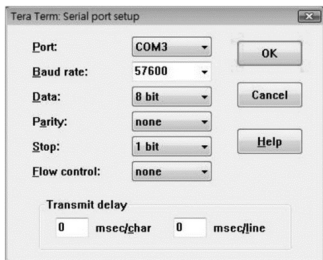 Tera Term: Serial port setup
Port: COM3 OK
Baud rate: 57600
Data: 8 bit Cancel
Parity: none
Stop: 1 bit Help
Flow control: none
Transmit delay
0 msec/char 0 msec/line